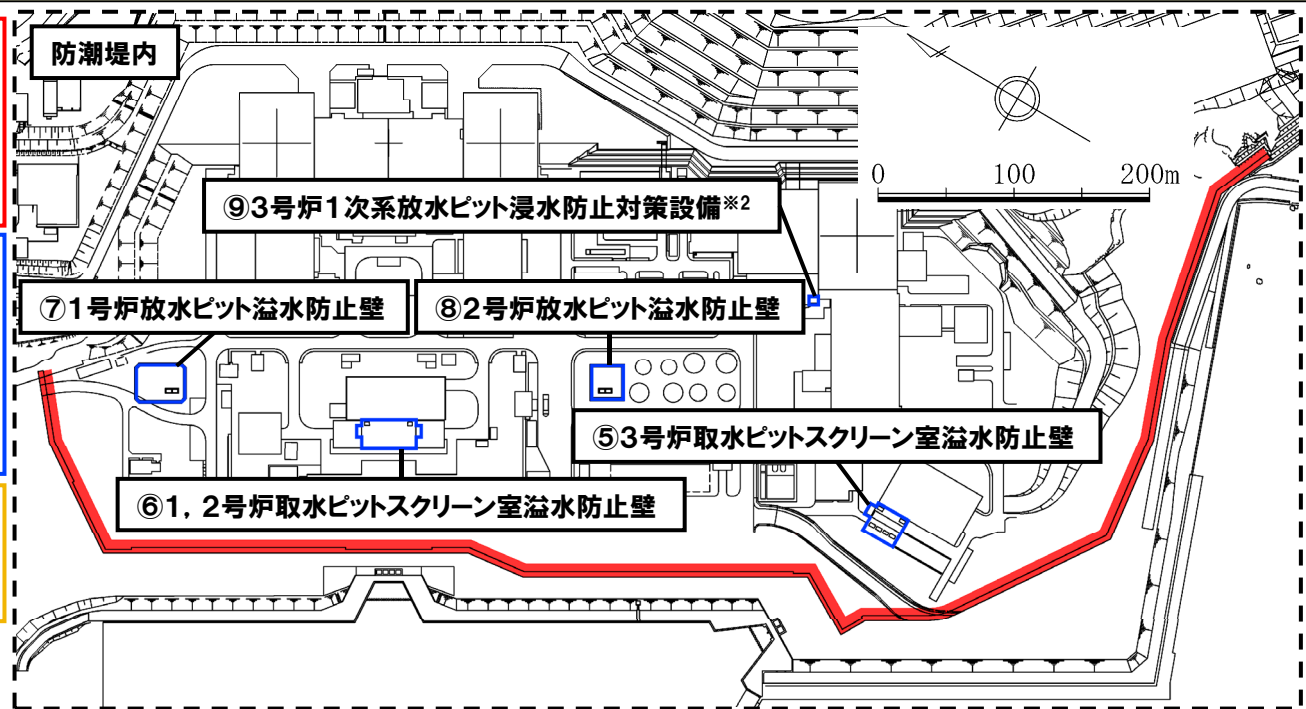 防潮堤内
0 100 200m
⑨3号炉1次系放水ピット浸水防止対策設備※2
⑦1号炉放水ピット溢水防止壁
⑧2号炉放水ピット溢水防止壁
⑤3号炉取水ピットスクリーン室溢水防止壁
⑥1，2号炉取水ピットスクリーン室溢水防止壁